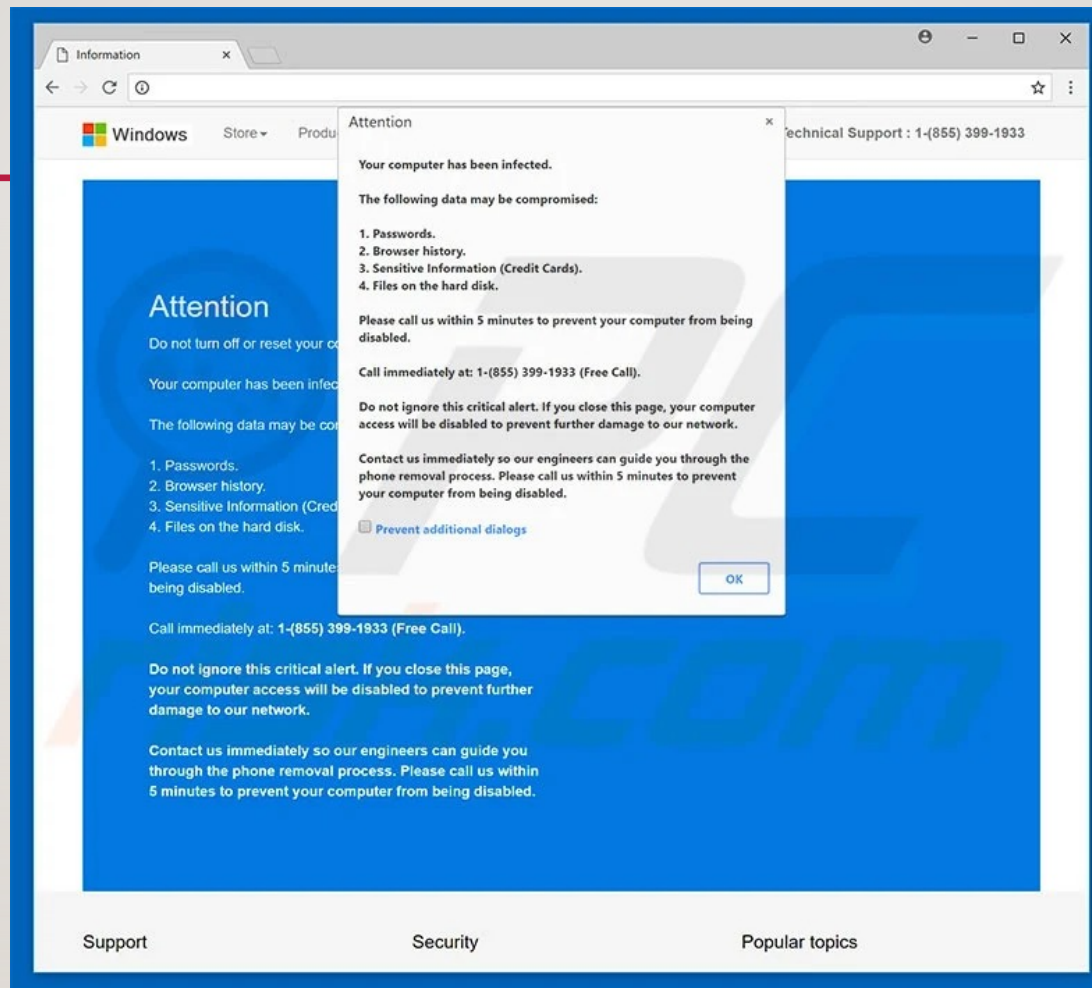 Information
Windows Store Produ Technical Support : 1-(855) 399-1933
Attention
Your computer has been infected.
The following data may be compromised:
1. Passwords.
2. Browser history.
3. Sensitive Information (Credit Cards).
4. Files on the hard disk.
Please call us within 5 minutes to prevent your computer from being
disabled.
Call immediately at: 1-(855) 399-1933 (Free Call).
Do not ignore this critical alert. If you close this page, your computer
access will be disabled to prevent further damage to our network.
Contact us immediately so our engineers can guide you through the
phone removal process. Please call us within 5 minutes to prevent
your computer from being disabled.
Prevent additional dialogs
OK
Attention
Do not turn off or reset your co
Your computer has been infec
The following data may be co
1. Passwords.
2. Browser history.
3. Sensitive Information (Cred
4. Files on the hard disk.
Please call us within 5 minute
being disabled.
Call immediately at: 1-(855) 399-1933 (Free Call).
Do not ignore this critical alert. If you close this page,
your computer access will be disabled to prevent further
damage to our network.
Contact us immediately so our engineers can guide you
through the phone removal process. Please call us within
5 minutes to prevent your computer from being disabled.
Support Security Popular topics
PC
risk.com